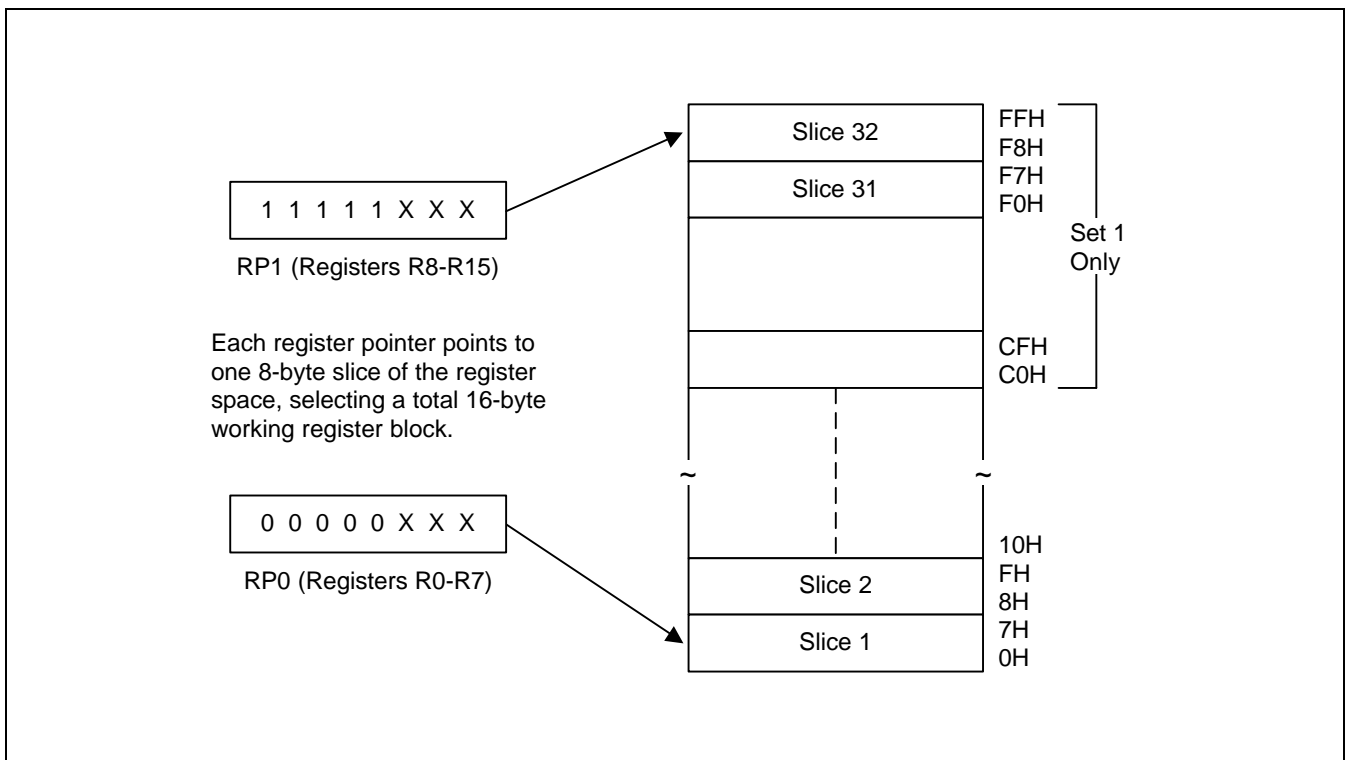 Slice 32
Slice 31
FFH
F8H
F7H
F0H
Set 1
Only
CFH
C0H
1 1 1 1 1 X X X
RP1 (Registers R8-R15)
Each register pointer points to
one 8-byte slice of the register
space, selecting a total 16-byte
working register block.
~ ~
0 0 0 0 0 X X X
RP0 (Registers R0-R7)
10H
FH
8H
7H
0H
Slice 2
Slice 1